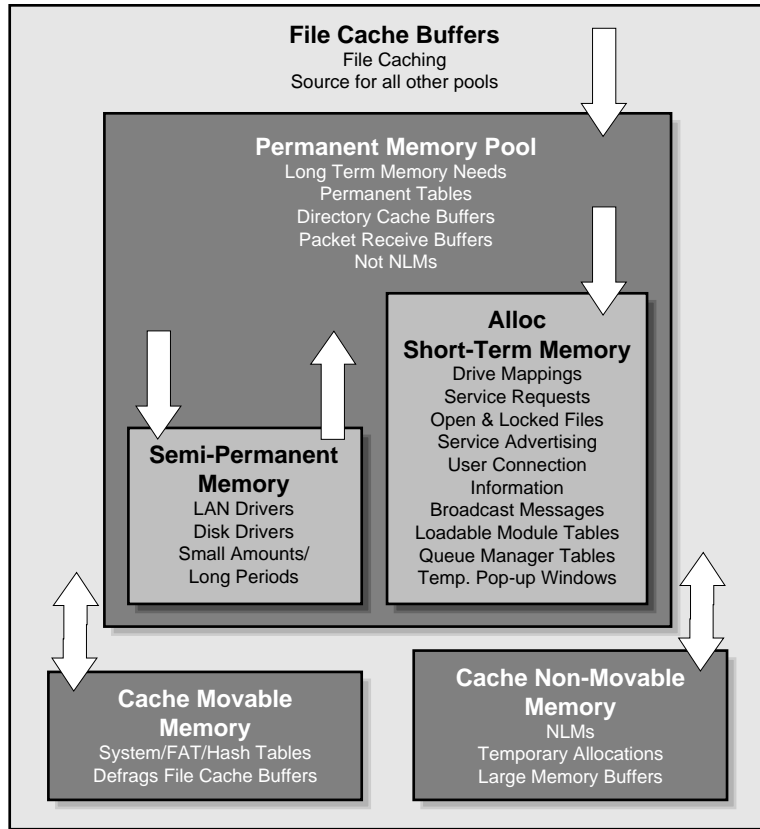 File Cache Buffers
File Caching
Source for all other pools
Permanent Memory Pool
Long Term Memory Needs
Permanent Tables
Directory Cache Buffers
Packet Receive Buffers
Not NLMs
Alloc
Short-Term Memory
Drive Mappings
Service Requests
Open & Locked Files
Service Advertising
User Connection
Information
Broadcast Messages
Loadable Module Tables
Queue Manager Tables
Temp. Pop-up Windows
Semi-Permanent
Memory
LAN Drivers
Disk Drivers
Small Amounts/
Long Periods
Cache Movable
Memory
System/FAT/Hash Tables
Defrags File Cache Buffers
Cache Non-Movable
Memory
NLMs
Temporary Allocations
Large Memory Buffers